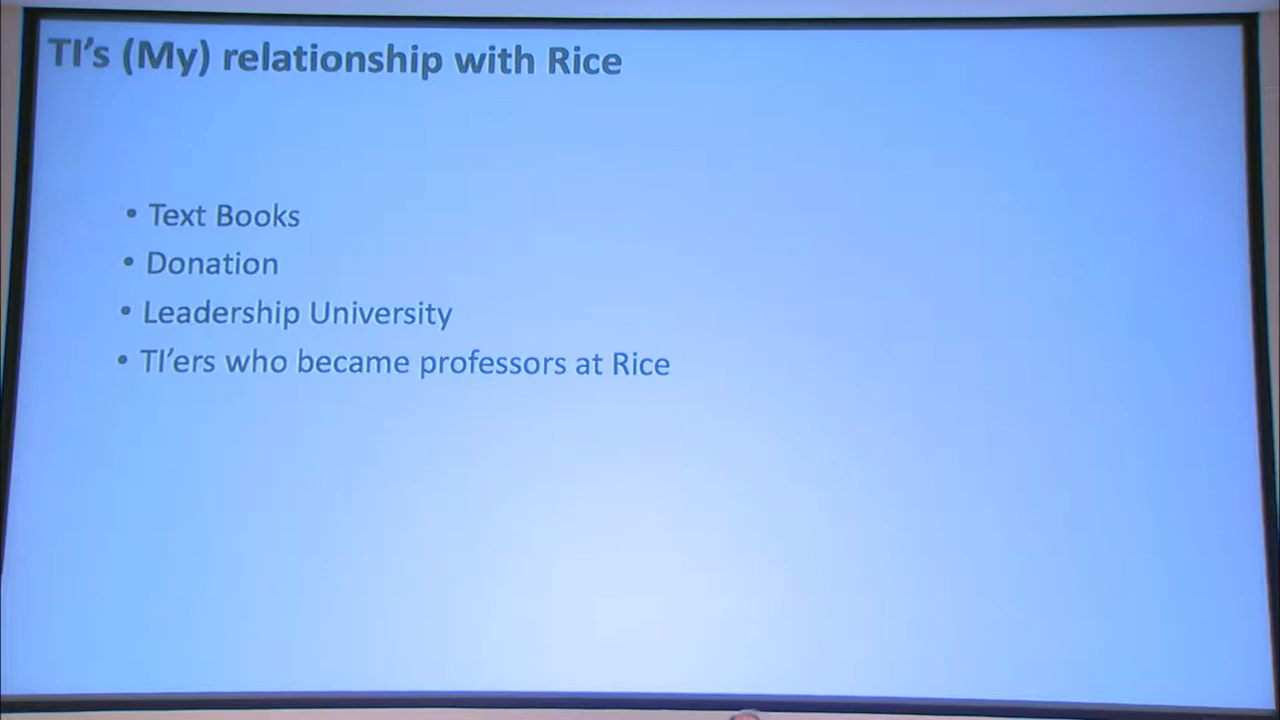 TI's (My) relationship with Rice
• Text Books
• Donation
• Leadership University
• TI'ers who became professors at Rice